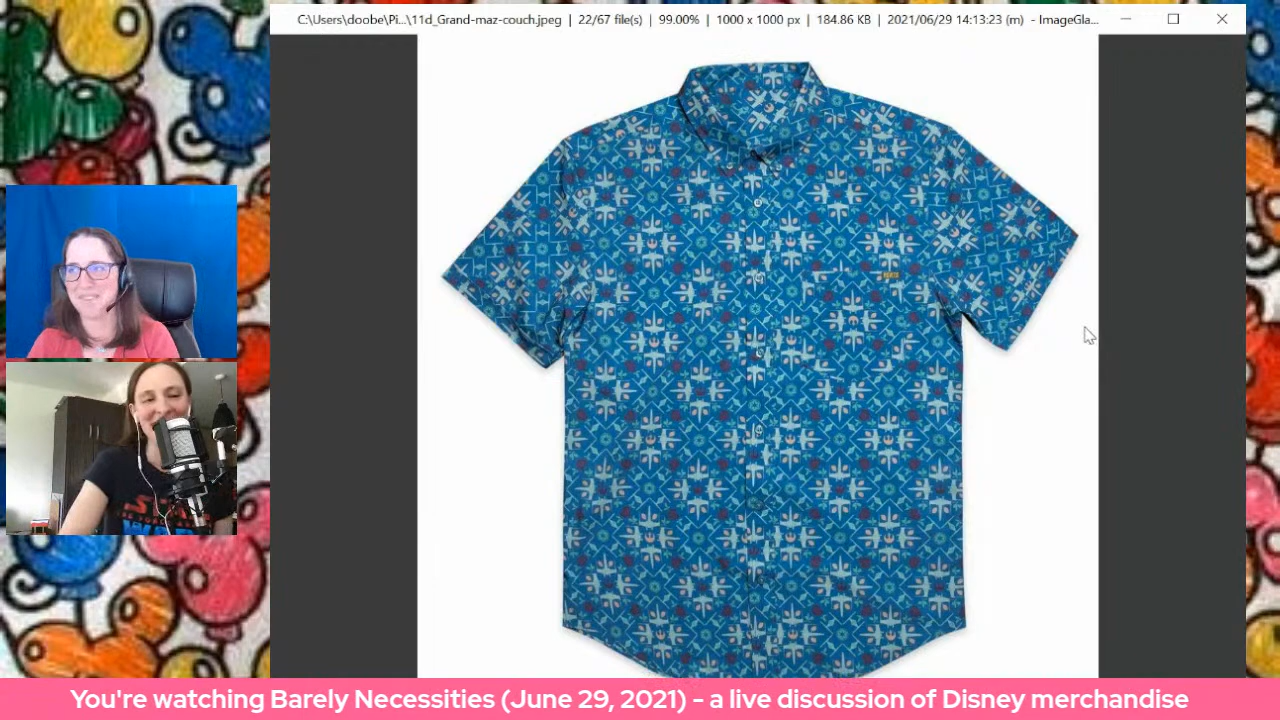 C:\Users\doobe\Pi...\11d_Grand-maz-couch.jpeg | 22/67 file(s) | 99.00% | 1000 x 1000 px | 184.86 KB | 2021/06/29 14:13:23 (m) - ImageGla...
You're watching Barely Necessities (June 29, 2021) - a live discussion of Disney merchandise